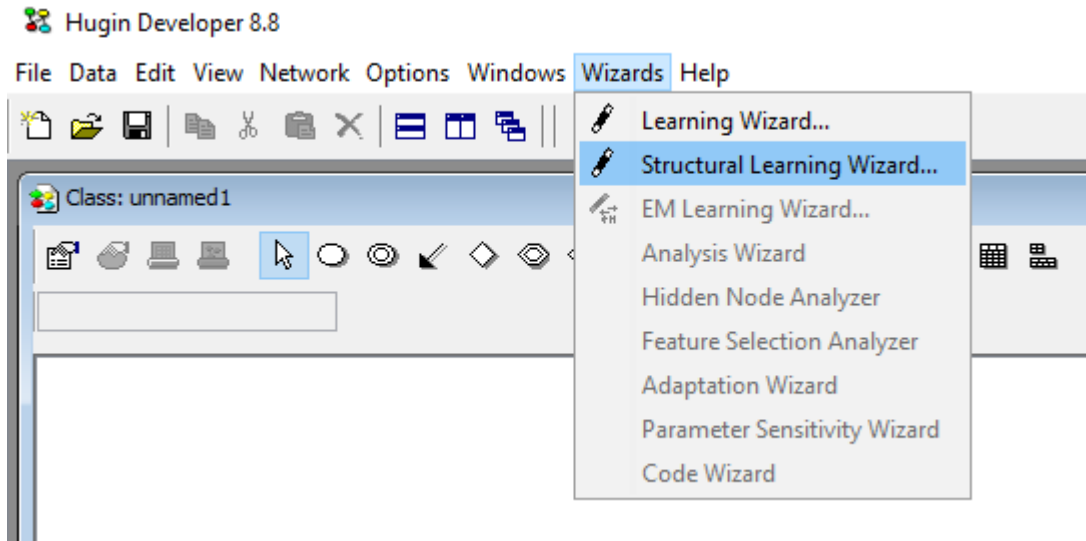 Hugin Developer 8.8
File Data Edit View Network Options Windows Wizards Help
Learning Wizard...
Structural Learning Wizard...
Class: unnamed1
EM Learning Wizard...
Analysis Wizard
Hidden Node Analyzer
Feature Selection Analyzer
Adaptation Wizard
Parameter Sensitivity Wizard
Code Wizard